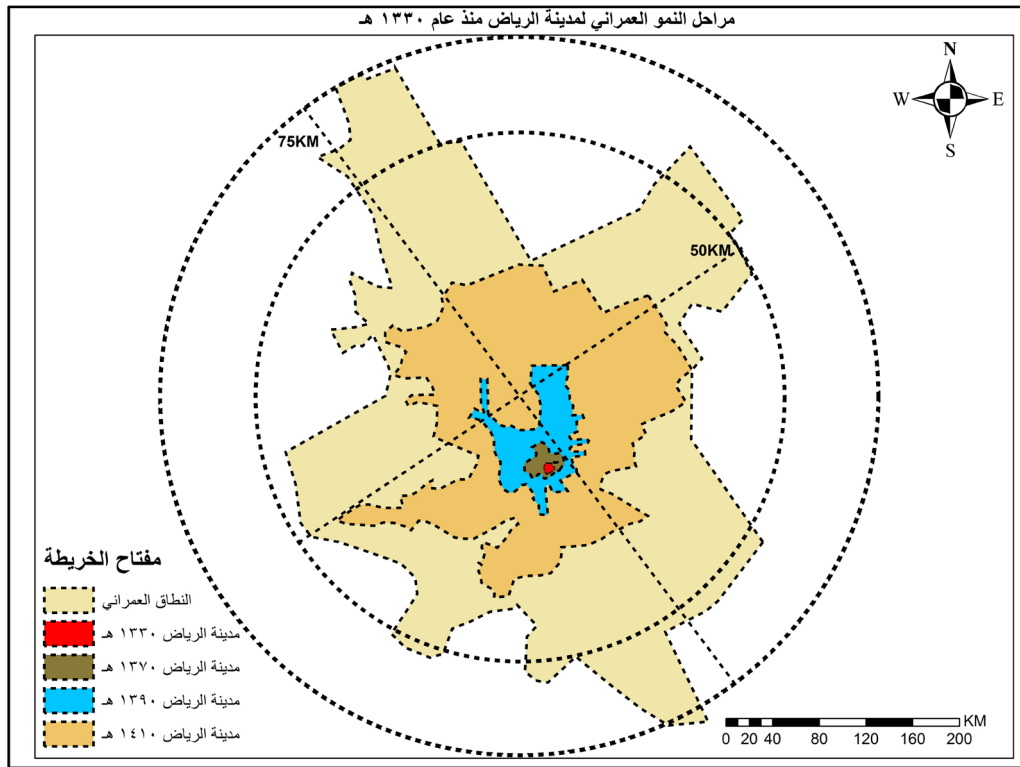 مراحل النمو العمراني لمدينة الرياض منذ عام ١٣٣٠ هـ
N
W E
S
75KM
50KM
مفتاح الخريطة
النطاق العمراني
مدينة الرياض ١٣٣٠ هـ
مدينة الرياض ١٣٧٠ هـ
مدينة الرياض ١٣٩٠ هـ
مدينة الرياض ١٤١٠ هـ
KM
0 20 40 80 120 160 200